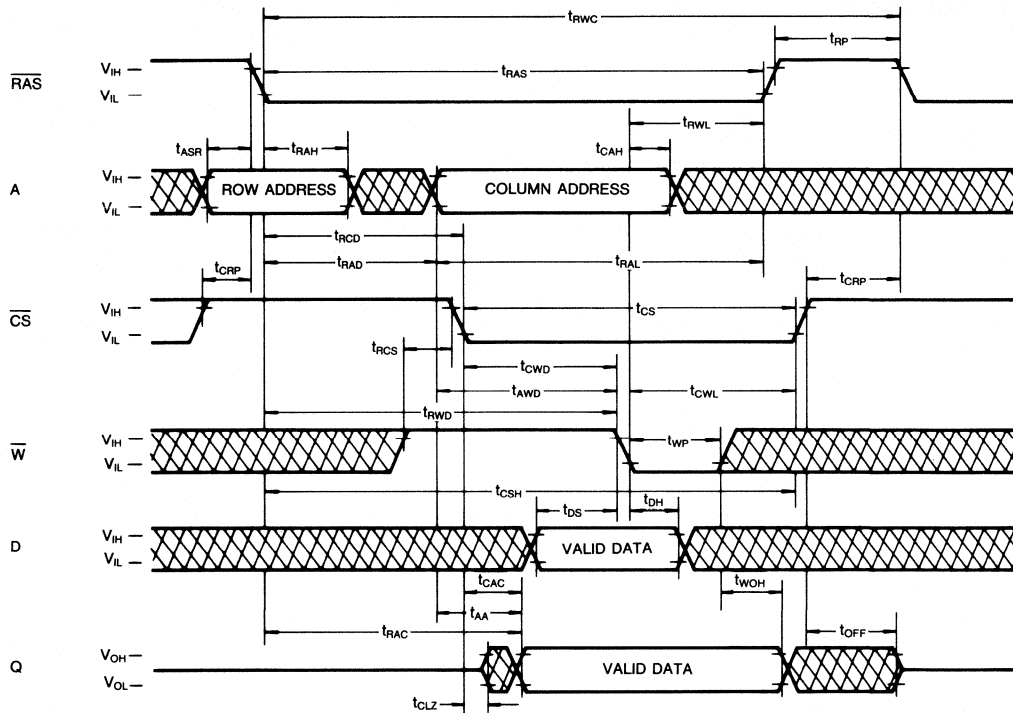 tRWC
tRP
RAS
VIH
VIL
tRAS
tRWL
tASR
tRAH
tCAH
A
VIH
VIL
ROW ADDRESS
COLUMN ADDRESS
tRCD
tRAD
tRAL
tCRP
tCRP
CS
VIH
VIL
tCS
tRCS
tCWD
tAWD
tCWL
tRWD
W
VIH
VIL
tWP
tCSH
tDS
tDH
D
VIH
VIL
VALID DATA
tCAC
tWOH
tAA
tRAC
tOFF
Q
VOH
VOL
VALID DATA
tCLZ